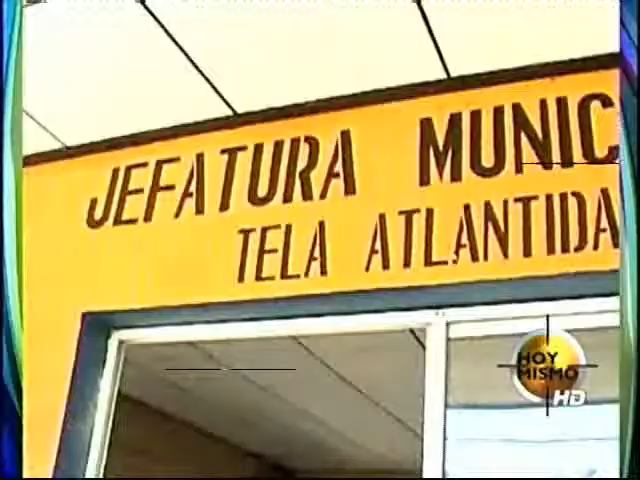 JEFATURA MUNIC
TELA ATLANTIDA
HOY
MISMO
HD